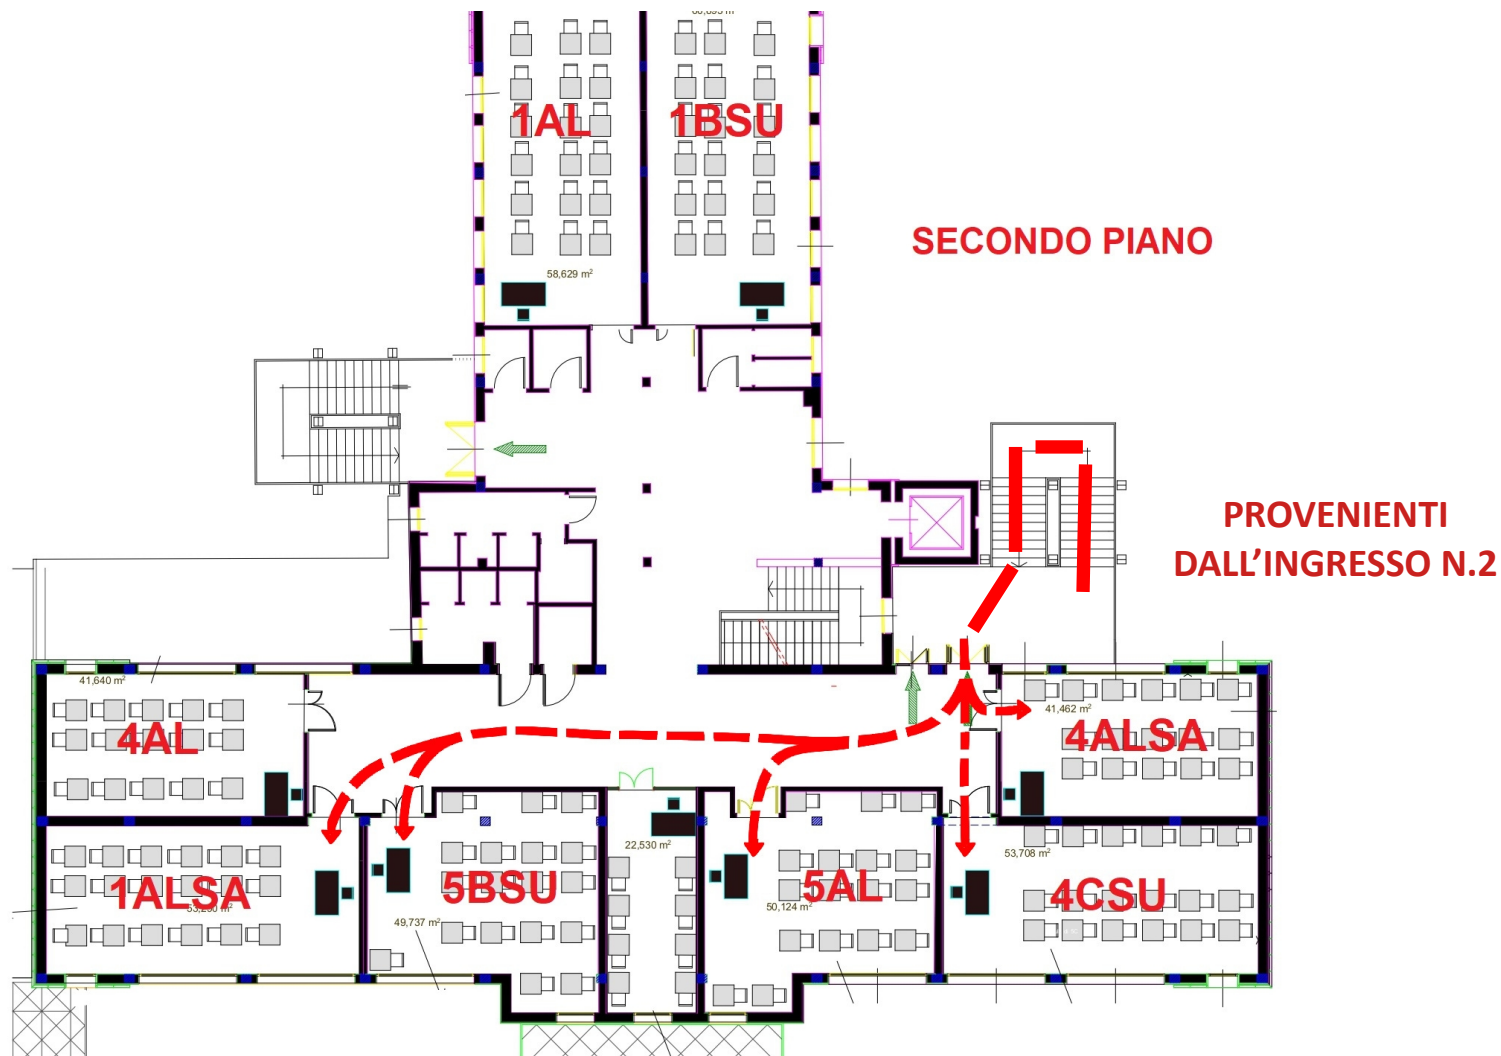 1AL
1BSU
SECONDO PIANO
58,629 m²
PROVENIENTI
DALL'INGRESSO N.2
41,640 m²
4AL
41,462 m²
4ALSA
1ALSA
5BSU
49,737 m²
22,530 m²
5AL
50,124 m²
53,708 m²
4CSU